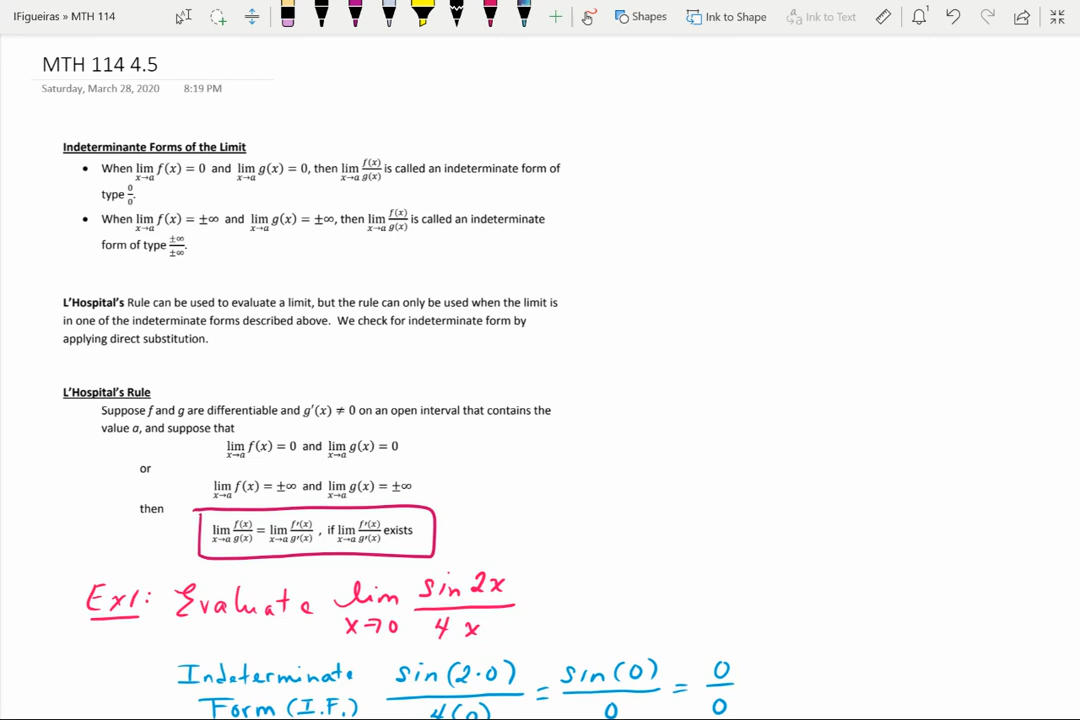 IFigueiras » MTH 114
Shapes
Ink to Shape
Ink to Text
1
MTH 114 4.5
Saturday, March 28, 2020 8:19 PM
Indeterminante Forms of the Limit
• When lim x→a f(x) = 0 and lim x→a g(x) = 0, then lim x→a f(x)/g(x) is called an indeterminate form of
type 0/0.
• When lim x→a f(x) = ±∞ and lim x→a g(x) = ±∞, then lim x→a f(x)/g(x) is called an indeterminate
form of type ±∞/±∞.
L'Hospital's Rule can be used to evaluate a limit, but the rule can only be used when the limit is
in one of the indeterminate forms described above. We check for indeterminate form by
applying direct substitution.
L'Hospital's Rule
Suppose f and g are differentiable and g′(x) ≠ 0 on an open interval that contains the
value a, and suppose that
lim x→a f(x) = 0 and lim x→a g(x) = 0
or
lim x→a f(x) = ±∞ and lim x→a g(x) = ±∞
then
lim x→a f(x)/g(x) = lim x→a f′(x)/g′(x) , if lim x→a f′(x)/g′(x) exists
Ex1: Evaluate lim x→0 sin 2x / 4x
Indeterminate sin(2·0) / 4(0) = sin(0) / 0 = 0/0
Form (I.F.)